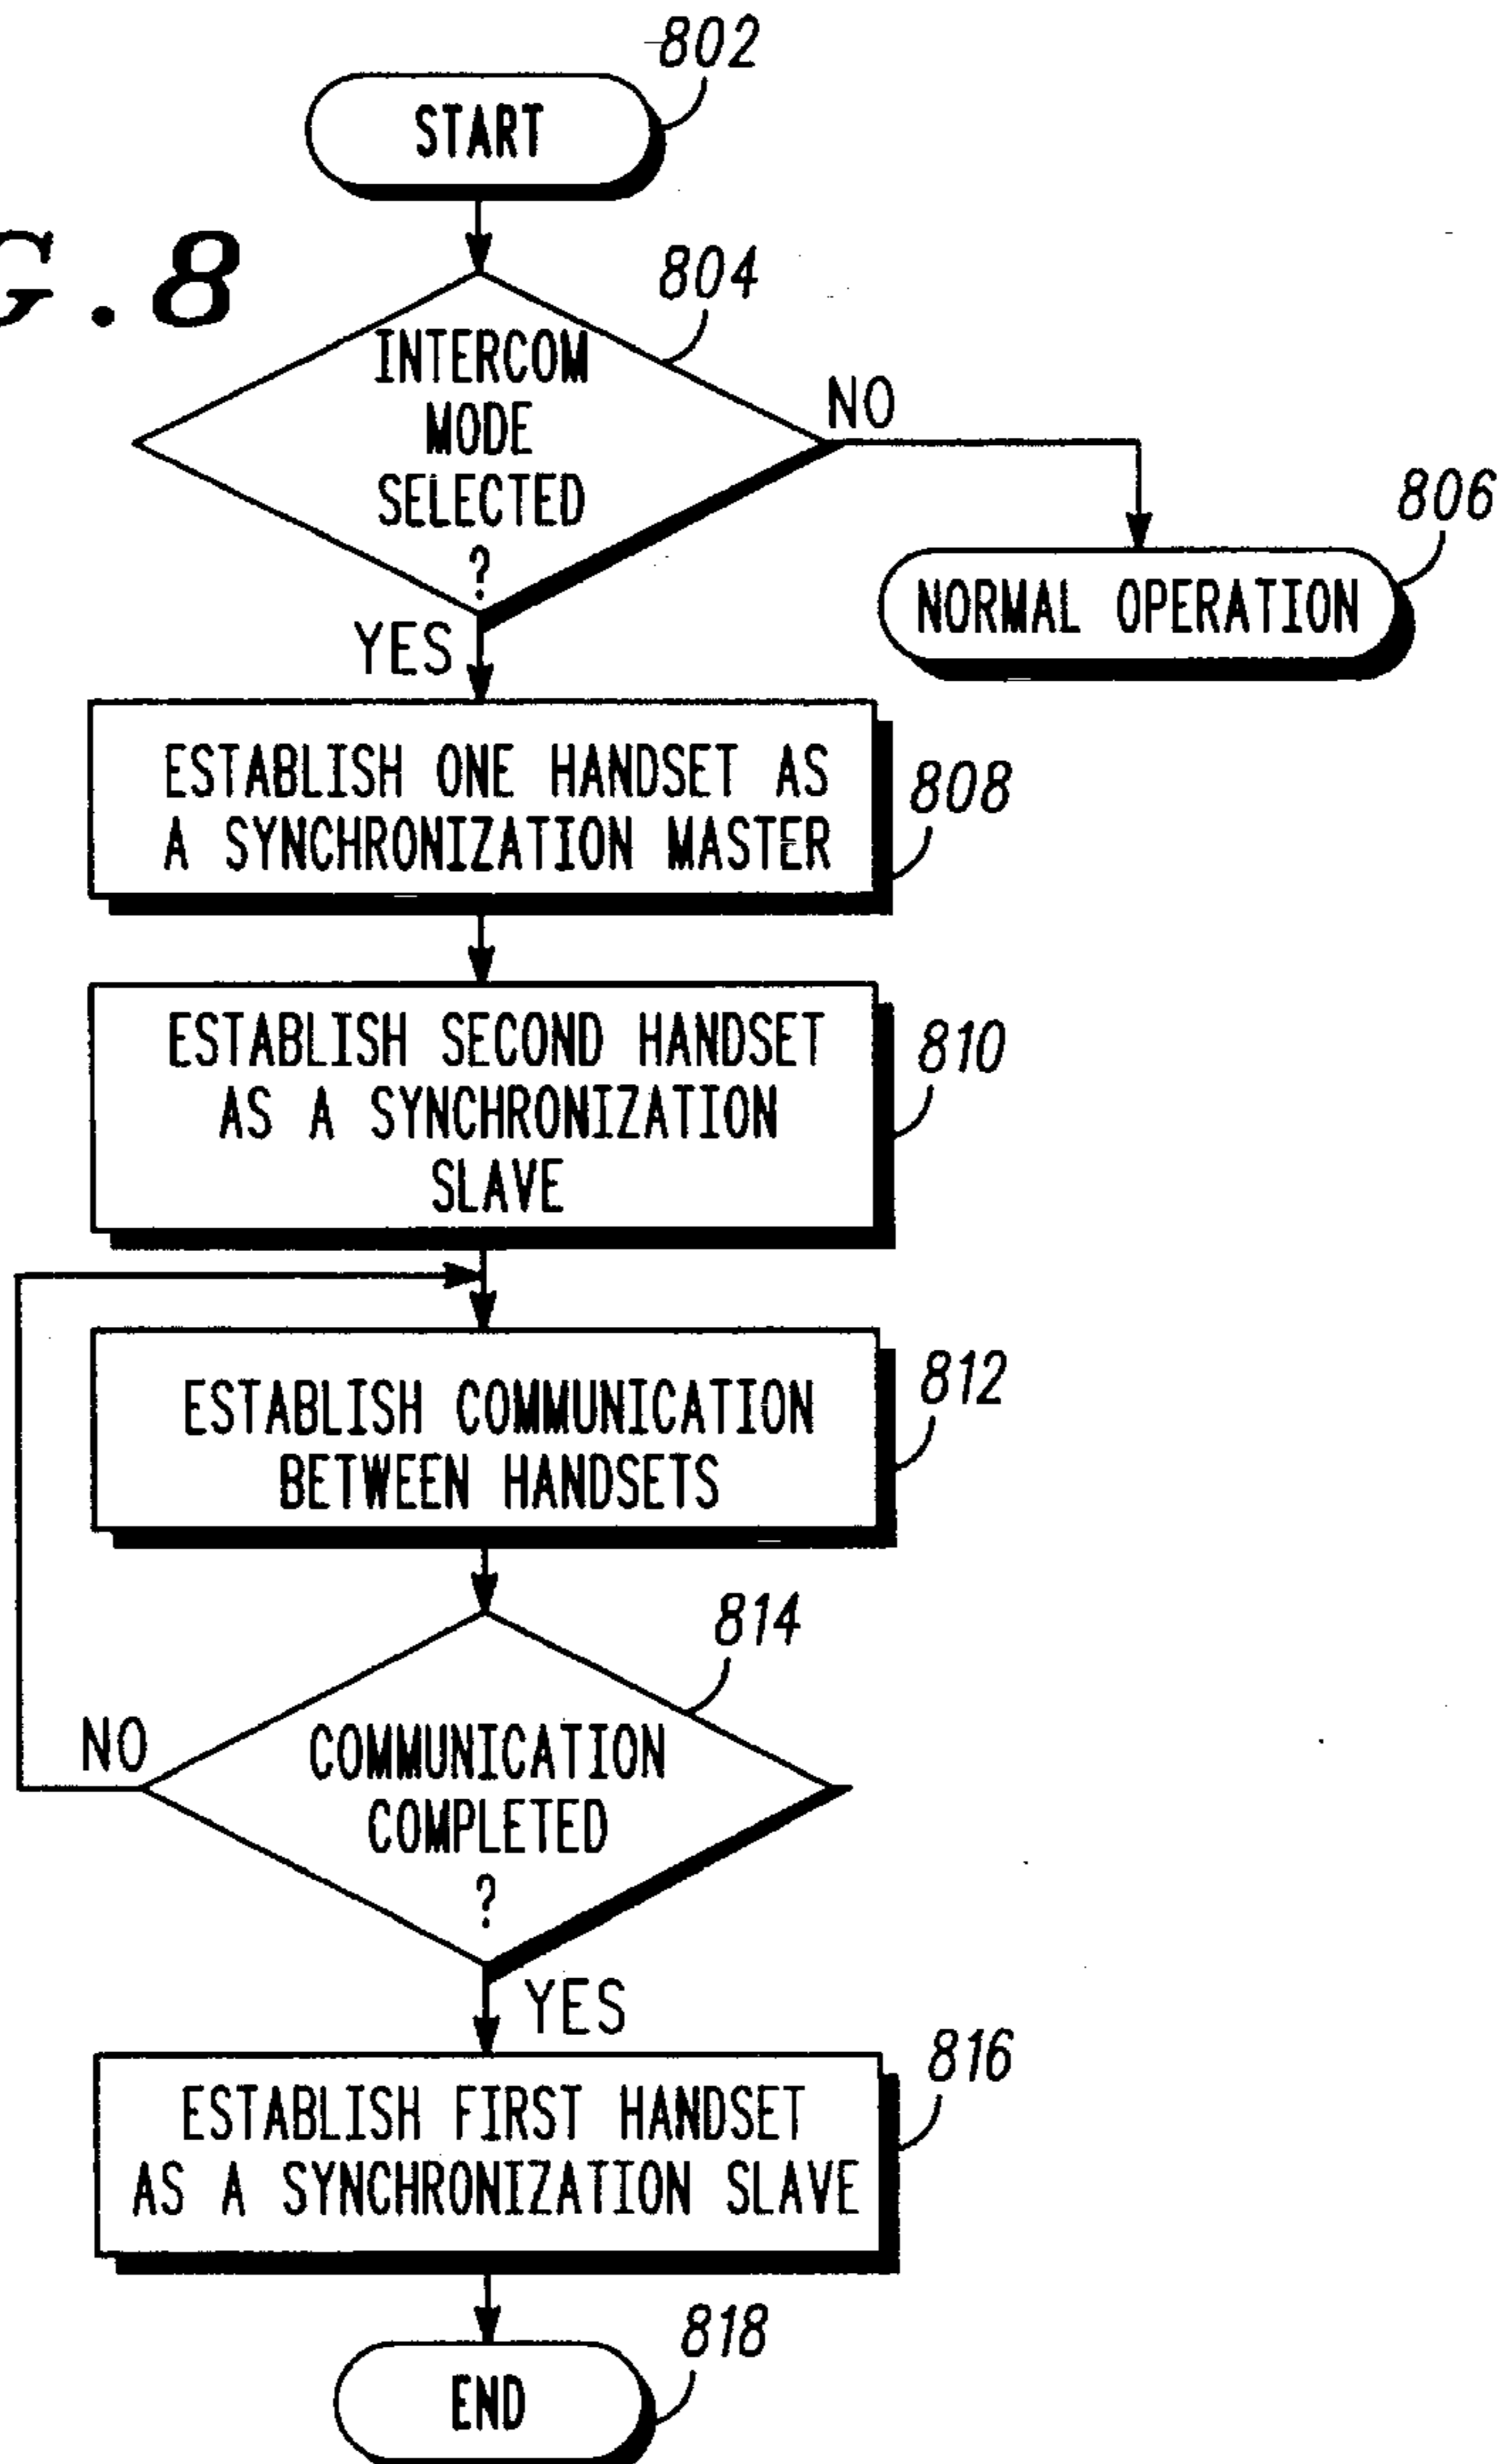 802
START
G.8
804
INTERCOM
MODE
SELECTED
?
NO
806
NORMAL OPERATION
YES
ESTABLISH ONE HANDSET AS
A SYNCHRONIZATION MASTER
808
ESTABLISH SECOND HANDSET
AS A SYNCHRONIZATION
SLAVE
810
ESTABLISH COMMUNICATION
BETWEEN HANDSETS
812
814
NO
COMMUNICATION
COMPLETED
?
YES
816
ESTABLISH FIRST HANDSET
AS A SYNCHRONIZATION SLAVE
818
END